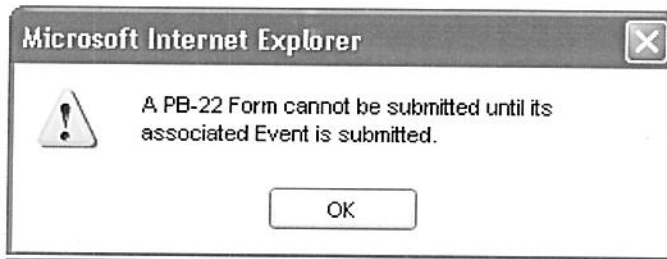 Microsoft Internet Explorer
A PB-22 Form cannot be submitted until its
associated Event is submitted.
OK